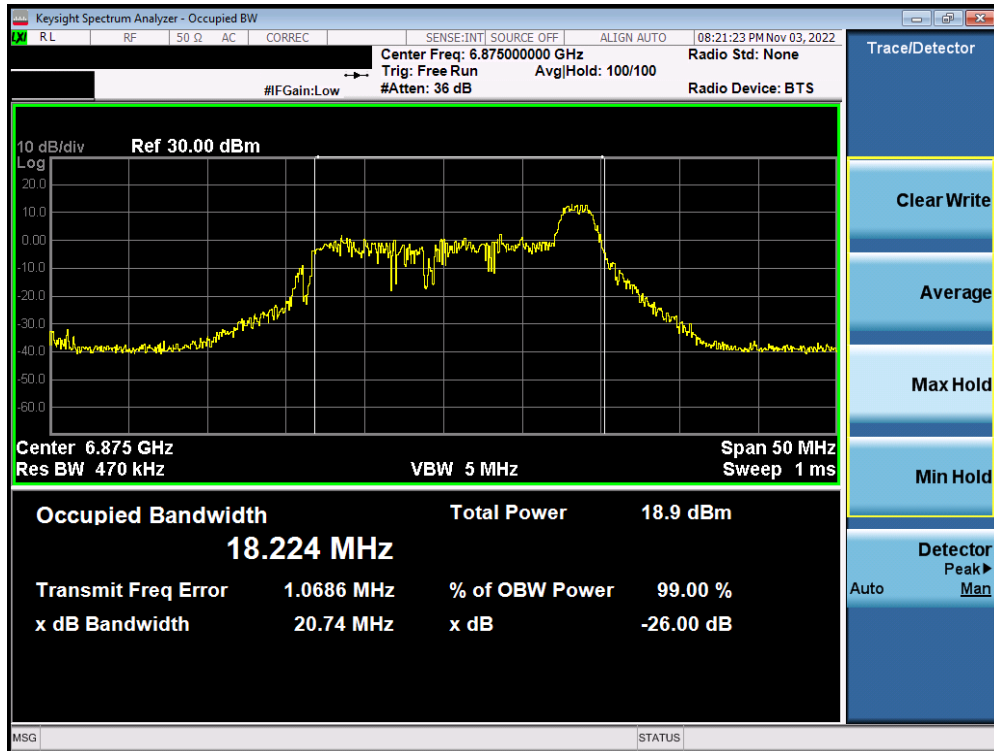 Keysight Spectrum Analyzer - Occupied BW
LXI RL RF 50 Ω AC CORREC SENSE:INT SOURCE OFF ALIGN AUTO 08:21:23 PM Nov 03, 2022
Center Freq: 6.875000000 GHz Radio Std: None
Trig: Free Run Avg|Hold: 100/100
#IFGain:Low #Atten: 36 dB Radio Device: BTS
10 dB/div Ref 30.00 dBm
Log
20.0
10.0
0.00
-10.0
-20.0
-30.0
-40.0
-50.0
-60.0
Center 6.875 GHz Span 50 MHz
Res BW 470 kHz VBW 5 MHz Sweep 1 ms
Occupied Bandwidth Total Power 18.9 dBm
18.224 MHz
Transmit Freq Error 1.0686 MHz % of OBW Power 99.00 %
x dB Bandwidth 20.74 MHz x dB -26.00 dB
MSG STATUS
Trace/Detector
Clear Write
Average
Max Hold
Min Hold
Detector
Peak▶
Auto Man